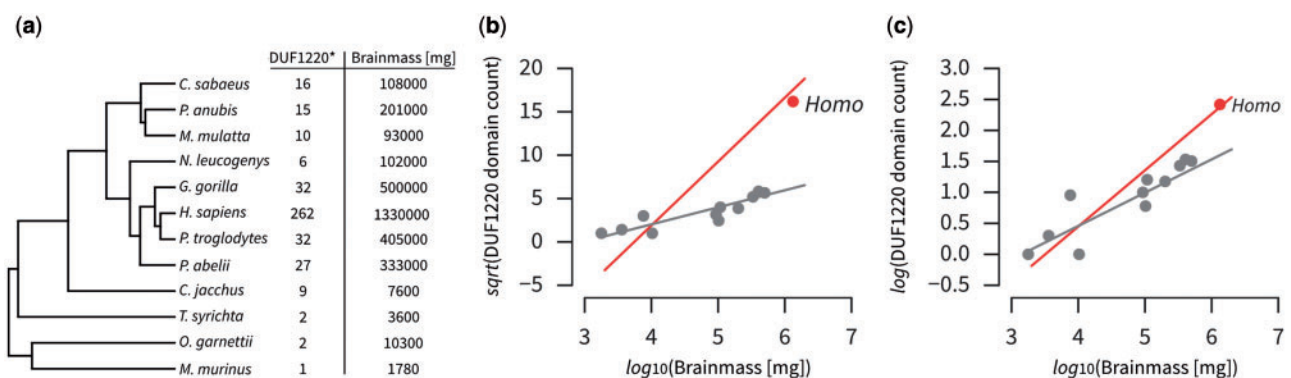 (a)
DUF1220* Brainmass [mg]
C. sabaeus 16 108000
P. anubis 15 201000
M. mulatta 10 93000
N. leucogenys 6 102000
G. gorilla 32 500000
H. sapiens 262 1330000
P. troglodytes 32 405000
P. abelii 27 333000
C. jacchus 9 7600
T. syrichta 2 3600
O. garnettii 2 10300
M. murinus 1 1780
(b)
sqrt(DUF1220 domain count)
20
15
10
5
0
−5
Homo
3 4 5 6 7
log10(Brainmass [mg])
(c)
log(DUF1220 domain count)
3.0
2.5
2.0
1.5
1.0
0.5
0.0
−0.5
Homo
3 4 5 6 7
log10(Brainmass [mg])